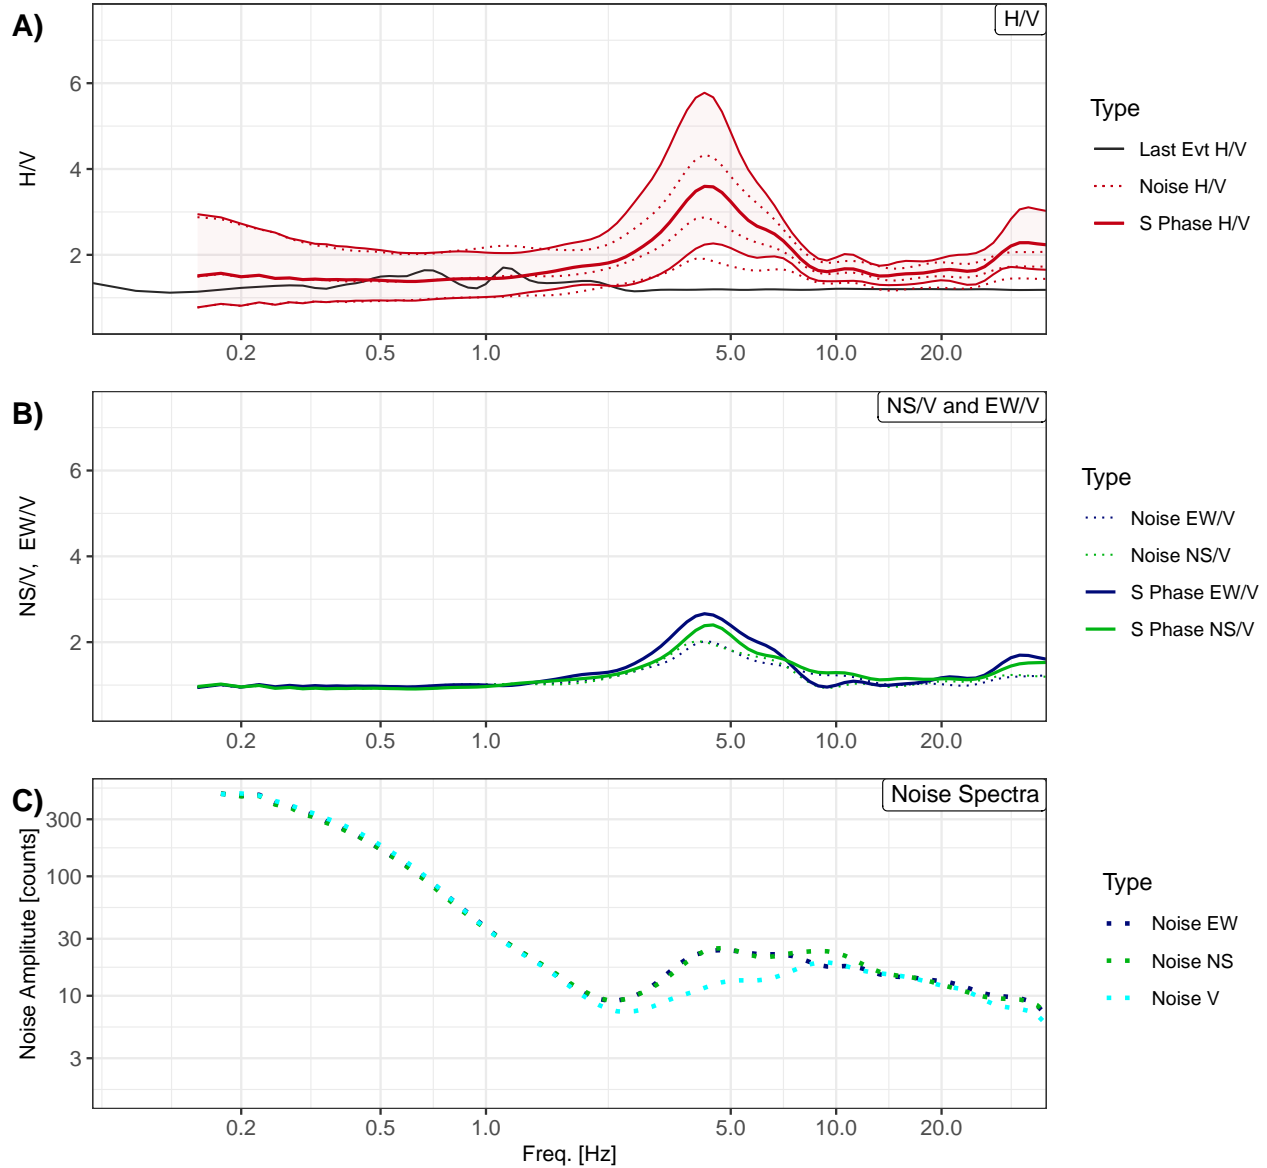 A)
H/V
6
4
2
H/V
0.2 0.5 1.0 5.0 10.0 20.0
Type
Last Evt H/V
Noise H/V
S Phase H/V
B)
NS/V and EW/V
6
4
2
NS/V, EW/V
0.2 0.5 1.0 5.0 10.0 20.0
Type
Noise EW/V
Noise NS/V
S Phase EW/V
S Phase NS/V
C)
Noise Spectra
300
100
30
10
3
Noise Amplitute [counts]
0.2 0.5 1.0 5.0 10.0 20.0
Freq. [Hz]
Type
Noise EW
Noise NS
Noise V